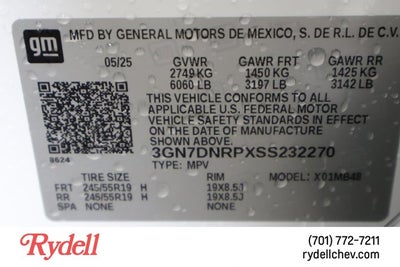 gm
MFD BY GENERAL MOTORS DE MEXICO, S. DE R.L. DE C.V.
05/25 GVWR GAWR FRT GAWR RR
2749 KG 1450 KG 1425 KG
6060 LB 3197 LB 3142 LB
THIS VEHICLE CONFORMS TO ALL
APPLICABLE U.S. FEDERAL MOTOR
VEHICLE SAFETY STANDARDS IN
EFFECT ON THE DATE OF MANUFACTURE
SHOWN ABOVE.
3GN7DNRPXSS232270
8624 TYPE: MPV
TIRE SIZE RIM MODEL: X01MB48
FRT 245/55R19 H 19X8.5J
RR 245/55R19 H 19X8.5J
SPA NONE NONE
Rydell
(701) 772-7211
rydellchev.com